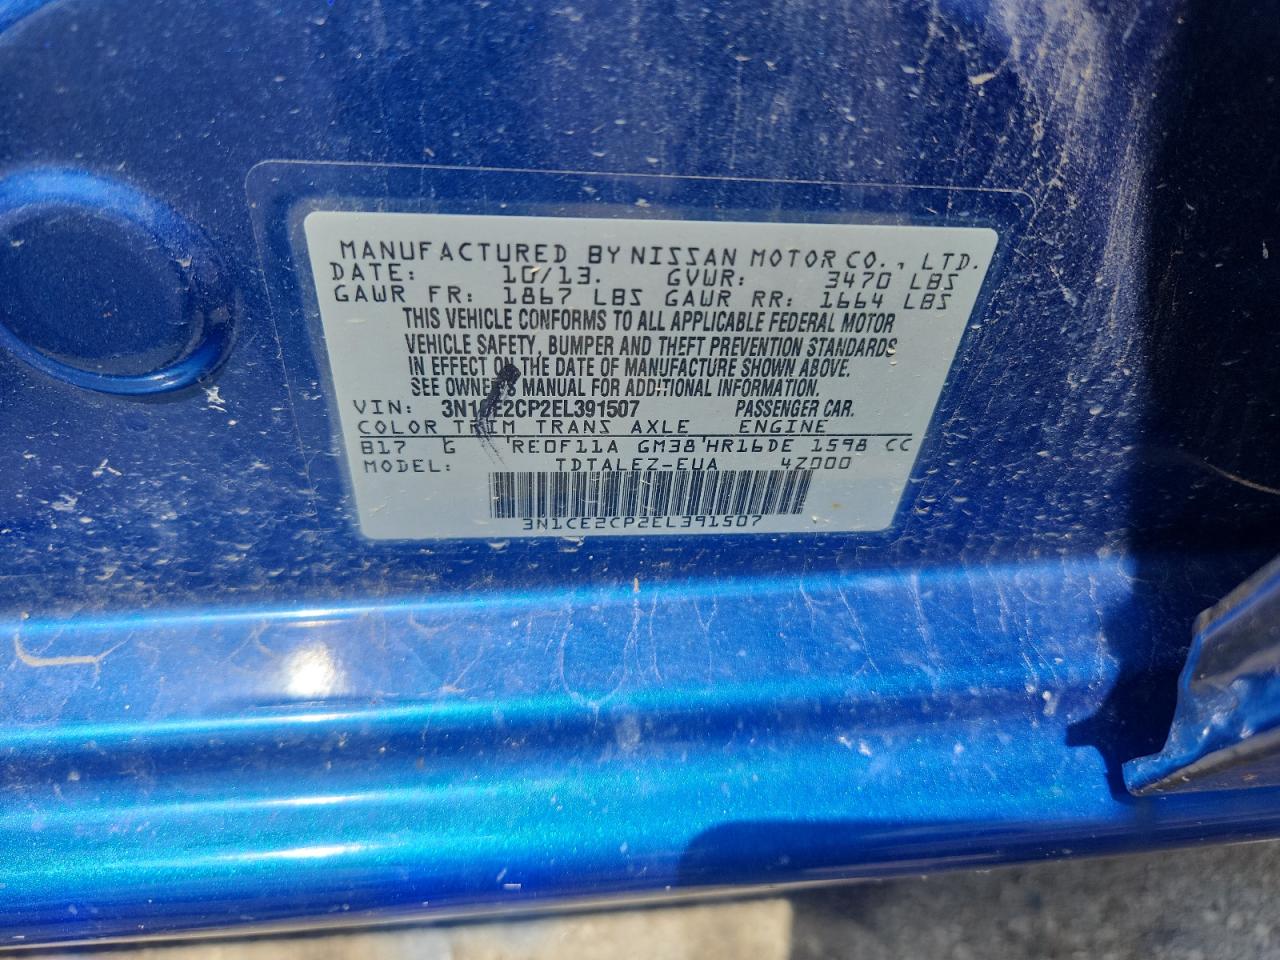 MANUFACTURED BY NISSAN MOTOR CO., LTD.
DATE: 10/13. GVWR: 3470 LBS
GAWR FR: 1867 LBS GAWR RR: 1664 LBS
THIS VEHICLE CONFORMS TO ALL APPLICABLE FEDERAL MOTOR
VEHICLE SAFETY, BUMPER AND THEFT PREVENTION STANDARDS
IN EFFECT ON THE DATE OF MANUFACTURE SHOWN ABOVE.
SEE OWNER'S MANUAL FOR ADDITIONAL INFORMATION.
VIN: 3N1CE2CP2EL391507 PASSENGER CAR.
COLOR TRIM TRANS AXLE ENGINE
B17 G RE0F11A GM38 HR16DE 1598 CC
MODEL: TDTALEZ-EUA 4Z000
3N1CE2CP2EL391507